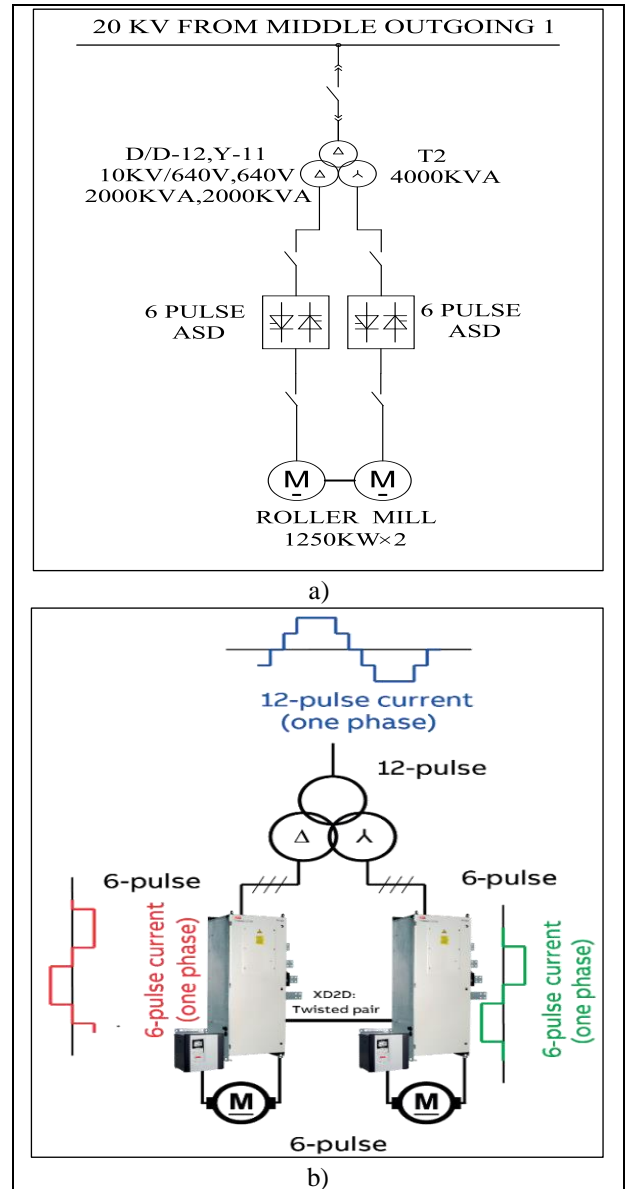 20 KV FROM MIDDLE OUTGOING 1
D/D-12,Y-11
10KV/640V,640V
2000KVA,2000KVA
T2
4000KVA
6 PULSE
ASD
6 PULSE
ASD
M
M
ROLLER MILL
1250KW×2
a)
12-pulse current
(one phase)
12-pulse
6-pulse
6-pulse
6-pulse current
(one phase)
XD2D:
Twisted pair
6-pulse current
(one phase)
M
M
6-pulse
b)